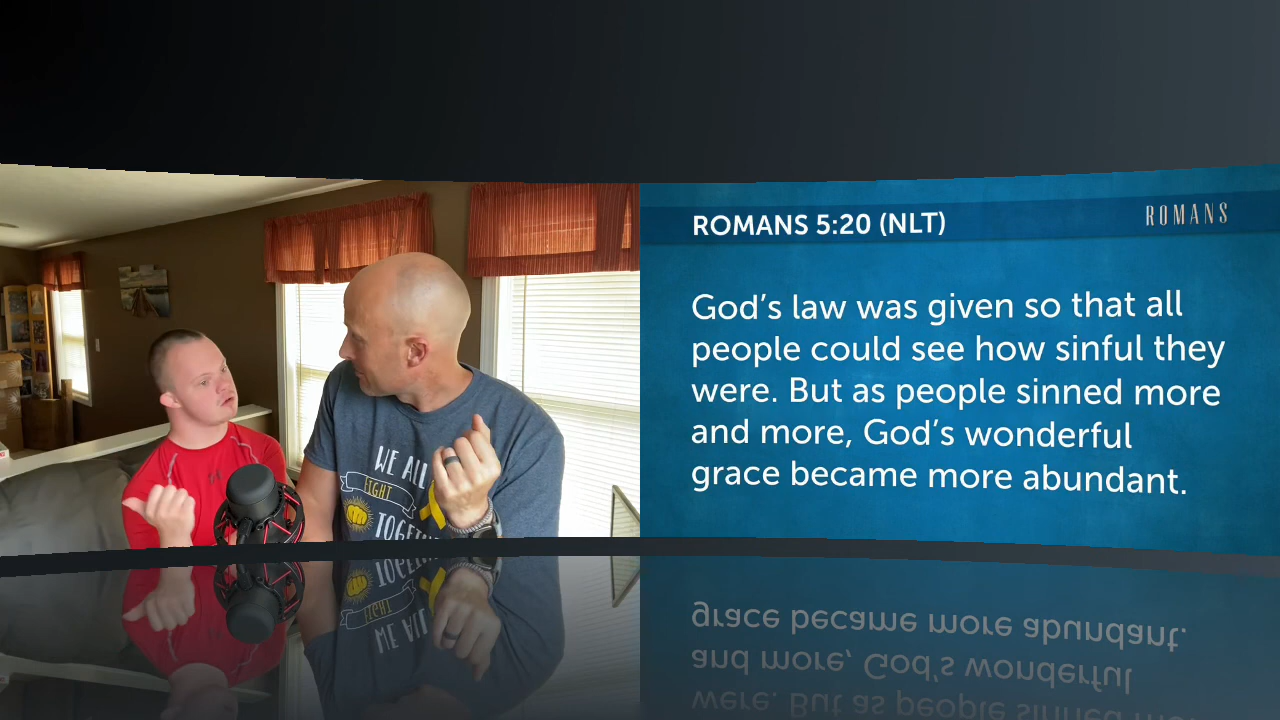 WE ALL
FIGHT
TOGETH
ROMANS 5:20 (NLT)
ROMANS
God's law was given so that all
people could see how sinful they
were. But as people sinned more
and more, God's wonderful
grace became more abundant.